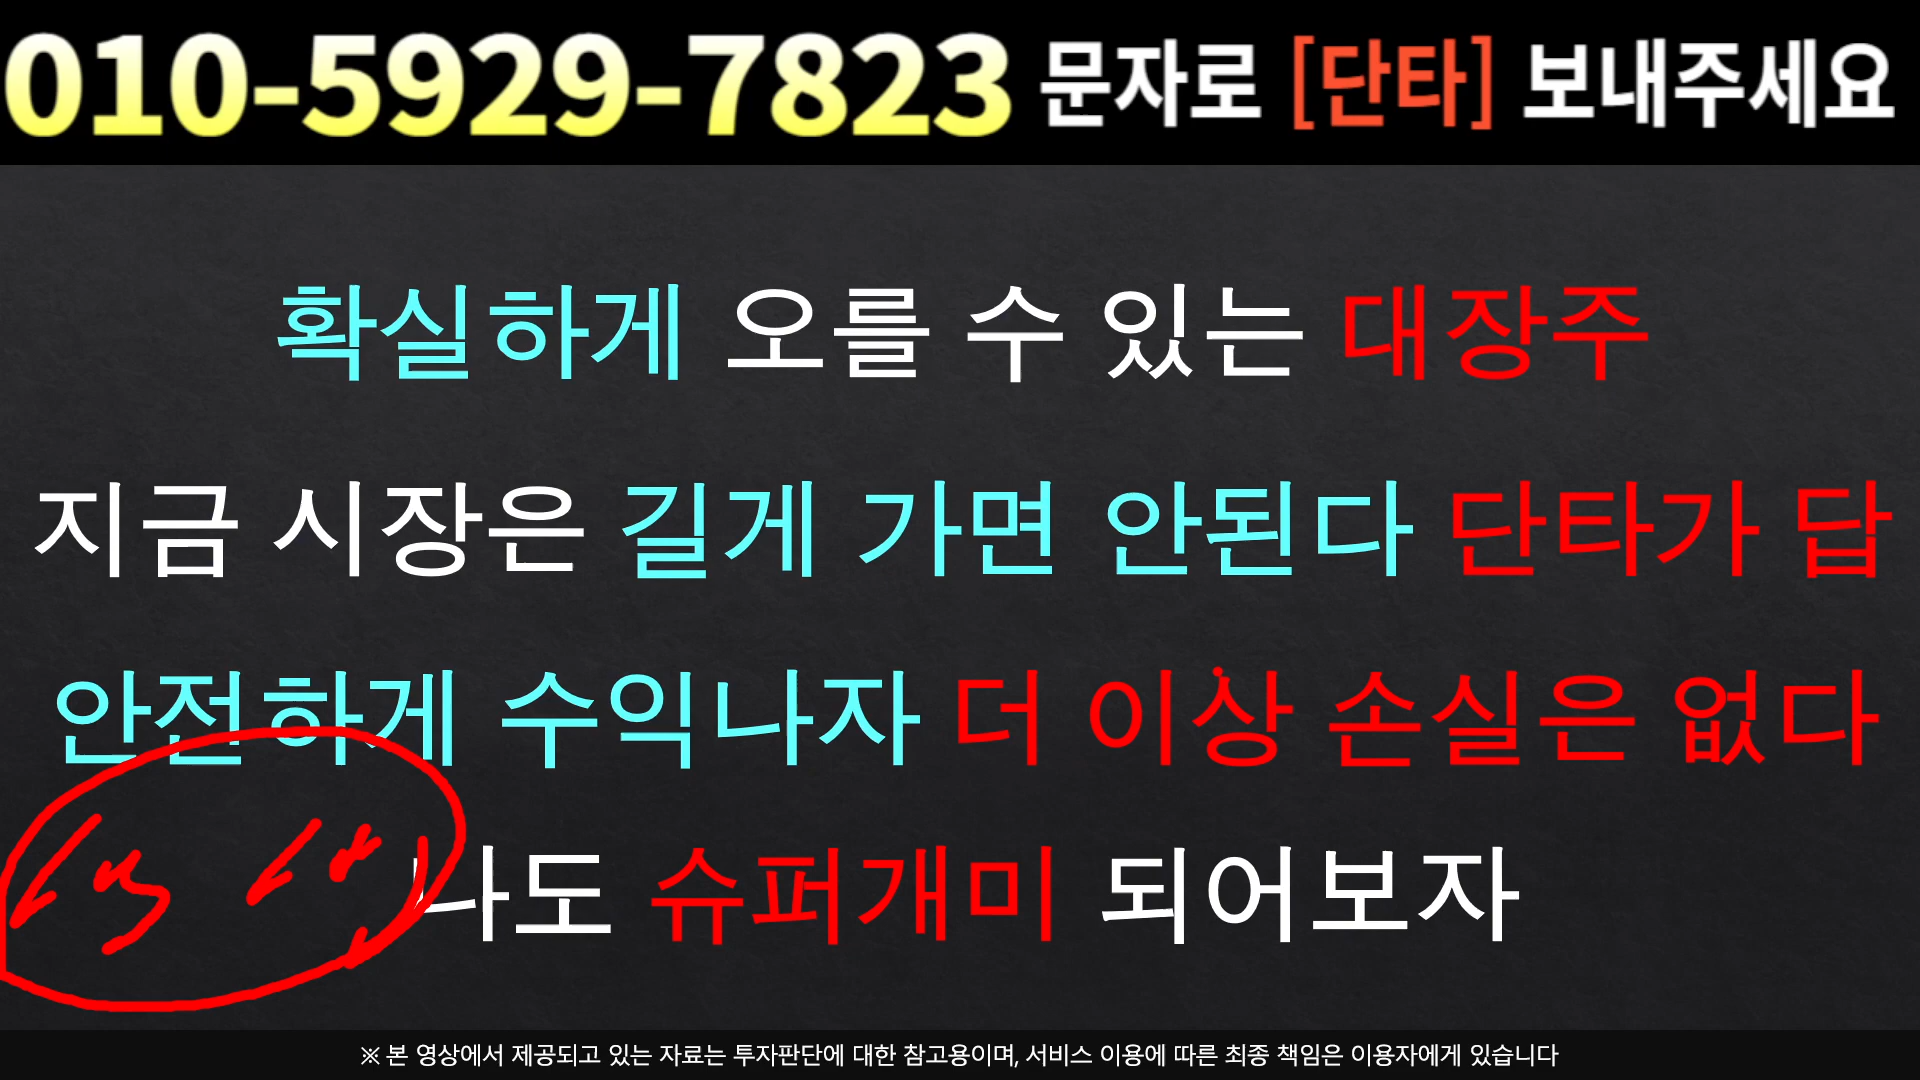 010-5929-7823 문자로 [단타] 보내주세요
확실하게 오를 수 있는 대장주
지금 시장은 길게 가면 안된다 단타가 답
안전하게 수익나자 더 이상 손실은 없다
나도 슈퍼개미 되어보자
※ 본 영상에서 제공되고 있는 자료는 투자판단에 대한 참고용이며, 서비스 이용에 따른 최종 책임은 이용자에게 있습니다